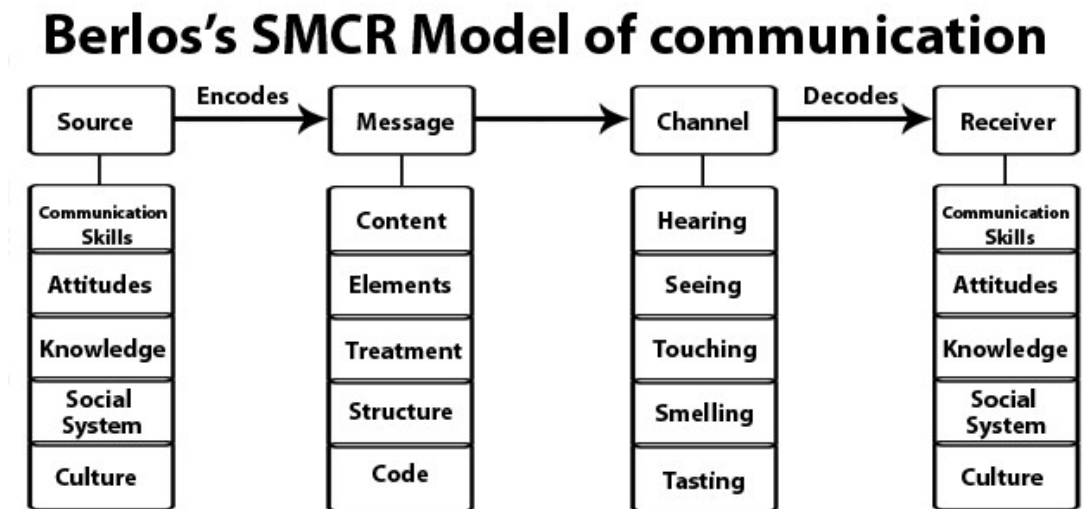 Berlos's SMCR Model of communication
Encodes
Decodes
Source
Message
Channel
Receiver
Communication
Skills
Content
Hearing
Communication
Skills
Attitudes
Elements
Seeing
Attitudes
Knowledge
Treatment
Touching
Knowledge
Social
System
Structure
Smelling
Social
System
Culture
Code
Tasting
Culture